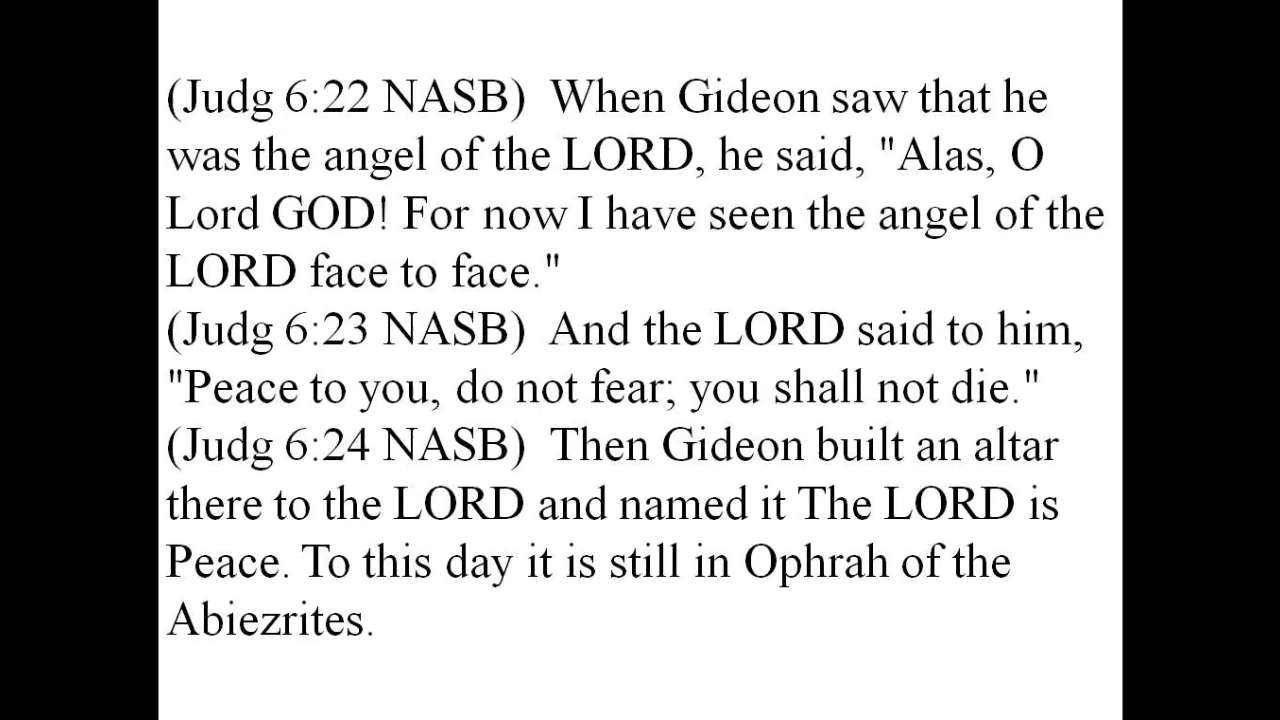 (Judg 6:22 NASB)  When Gideon saw that he
was the angel of the LORD, he said, "Alas, O
Lord GOD! For now I have seen the angel of the
LORD face to face."
(Judg 6:23 NASB)  And the LORD said to him,
"Peace to you, do not fear; you shall not die."
(Judg 6:24 NASB)  Then Gideon built an altar
there to the LORD and named it The LORD is
Peace. To this day it is still in Ophrah of the
Abiezrites.